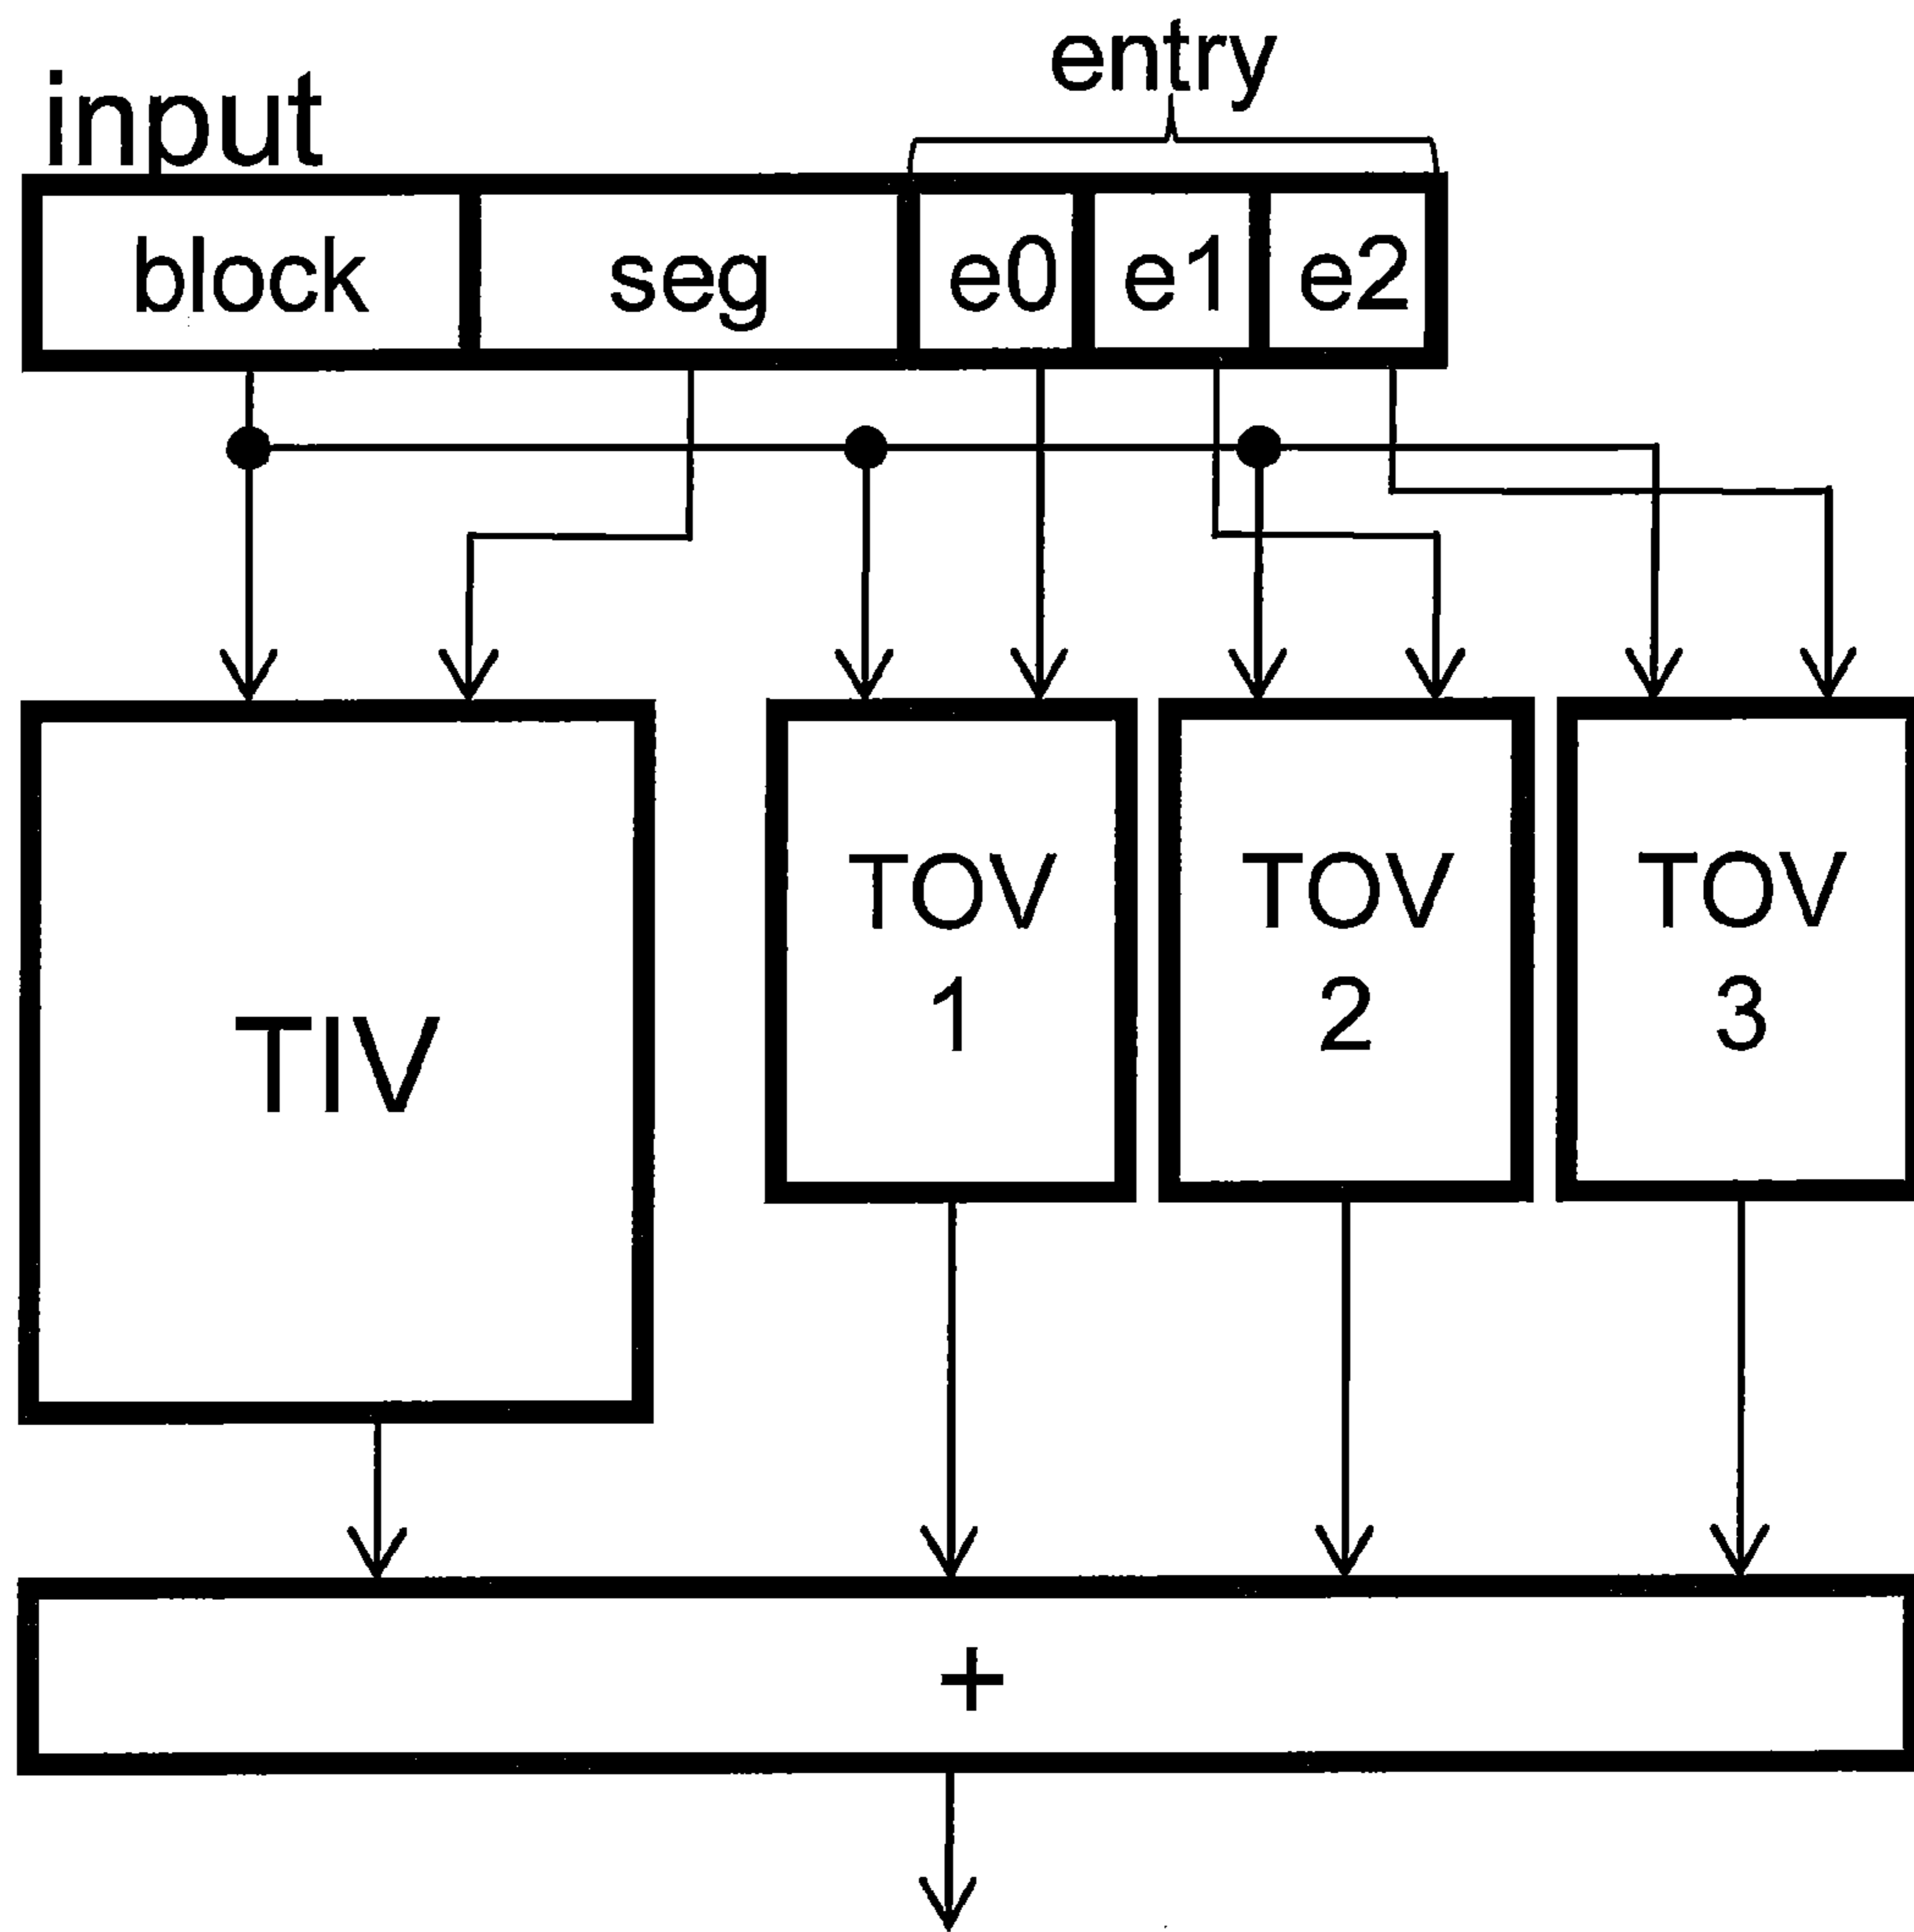 entry
input
block seg e0 e1 e2
TIV
TOV
1
TOV
2
TOV
3
+